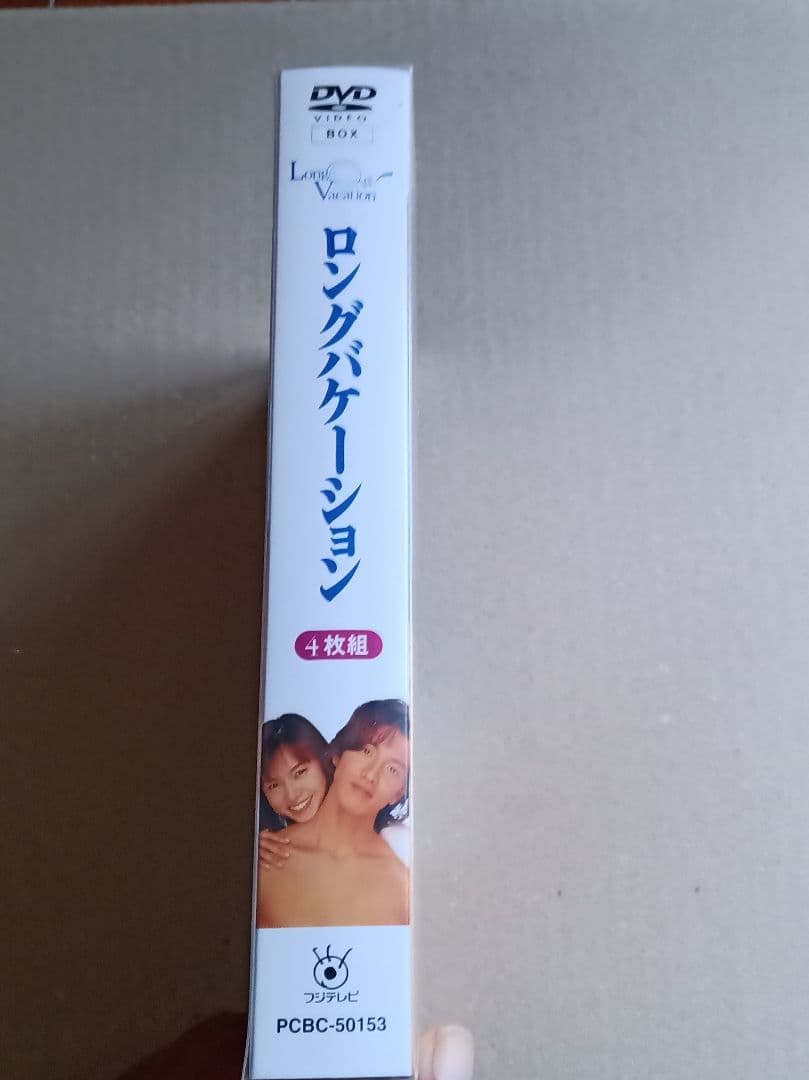 DVD
VIDEO
BOX
Long
Vacation
ロングバケーション
4枚組
フジテレビ
PCBC-50153